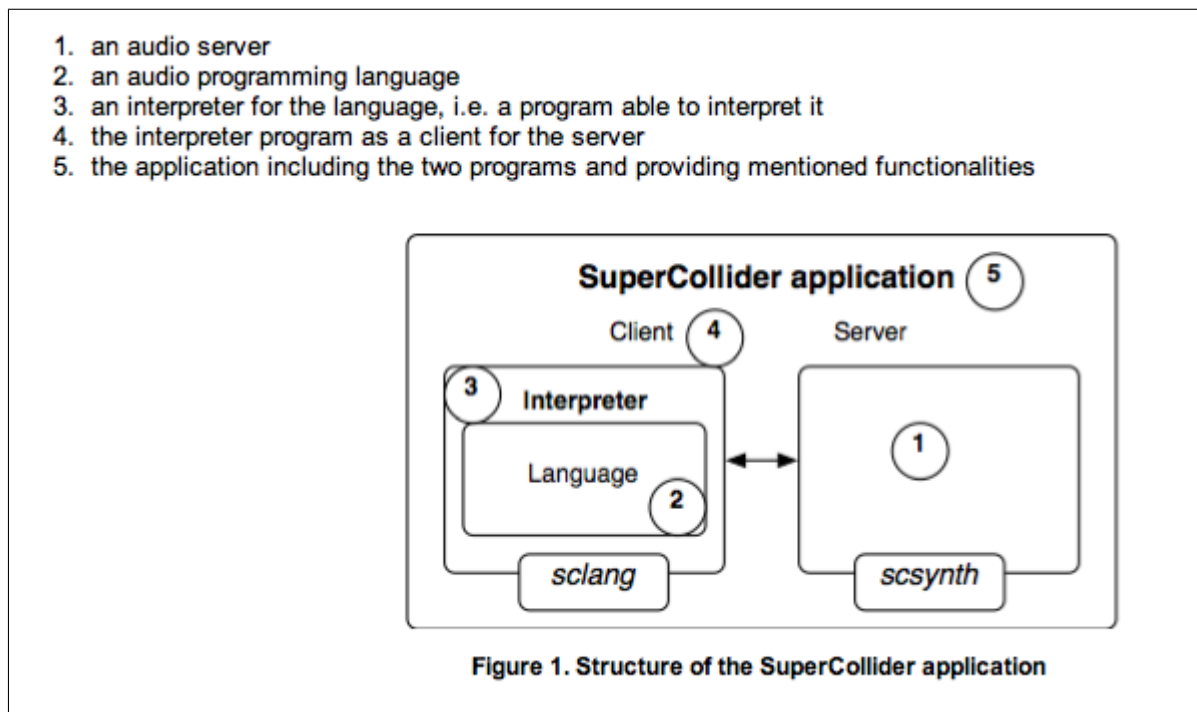 1. an audio server
2. an audio programming language
3. an interpreter for the language, i.e. a program able to interpret it
4. the interpreter program as a client for the server
5. the application including the two programs and providing mentioned functionalities
SuperCollider application 5
Client 4 Server
3 Interpreter
1
Language
2
sclang scsynth
Figure 1. Structure of the SuperCollider application